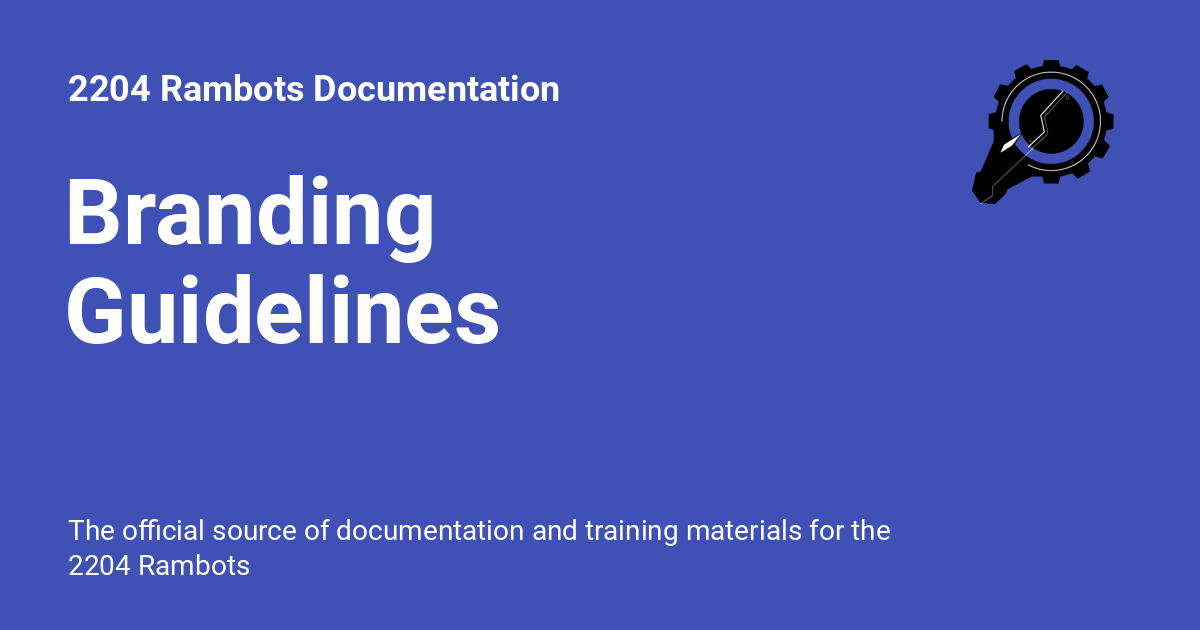 2204 Rambots Documentation
Branding
Guidelines
The official source of documentation and training materials for the
2204 Rambots